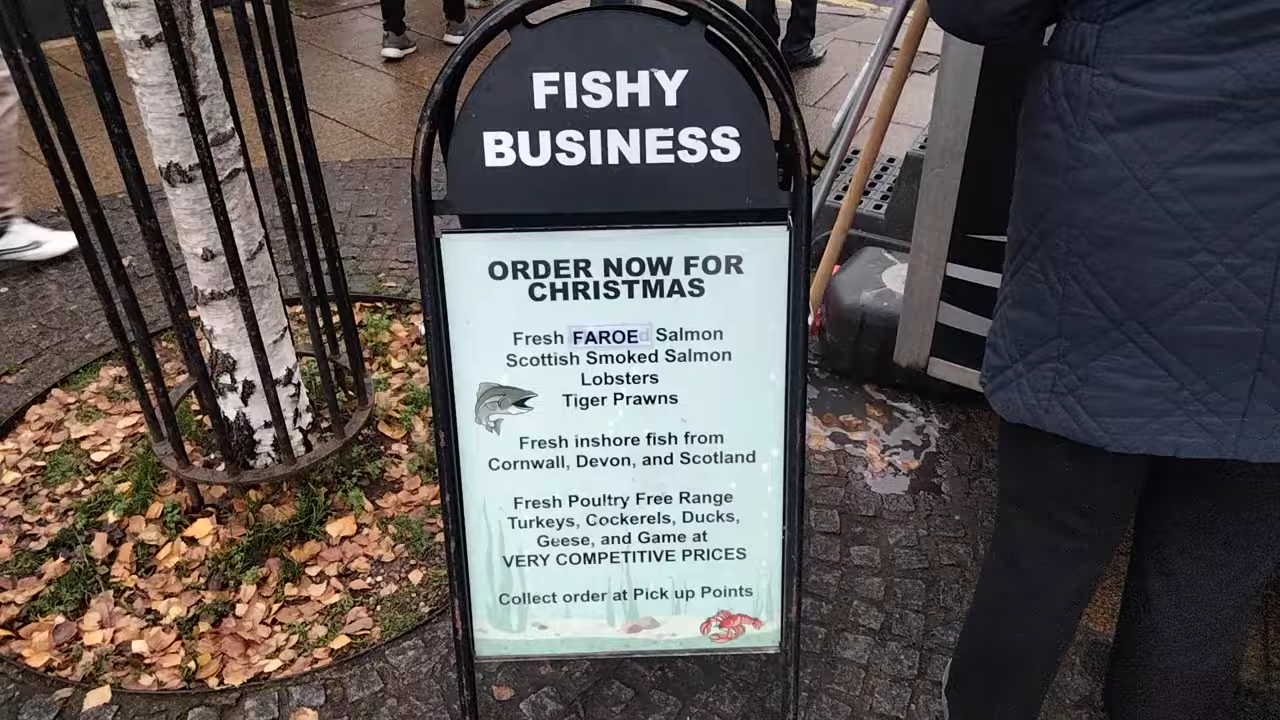 FISHY
BUSINESS
ORDER NOW FOR
CHRISTMAS
Fresh FAROE Salmon
Scottish Smoked Salmon
Lobsters
Tiger Prawns
Fresh inshore fish from
Cornwall, Devon, and Scotland
Fresh Poultry Free Range
Turkeys, Cockerels, Ducks,
Geese, and Game at
VERY COMPETITIVE PRICES
Collect order at Pick up Points